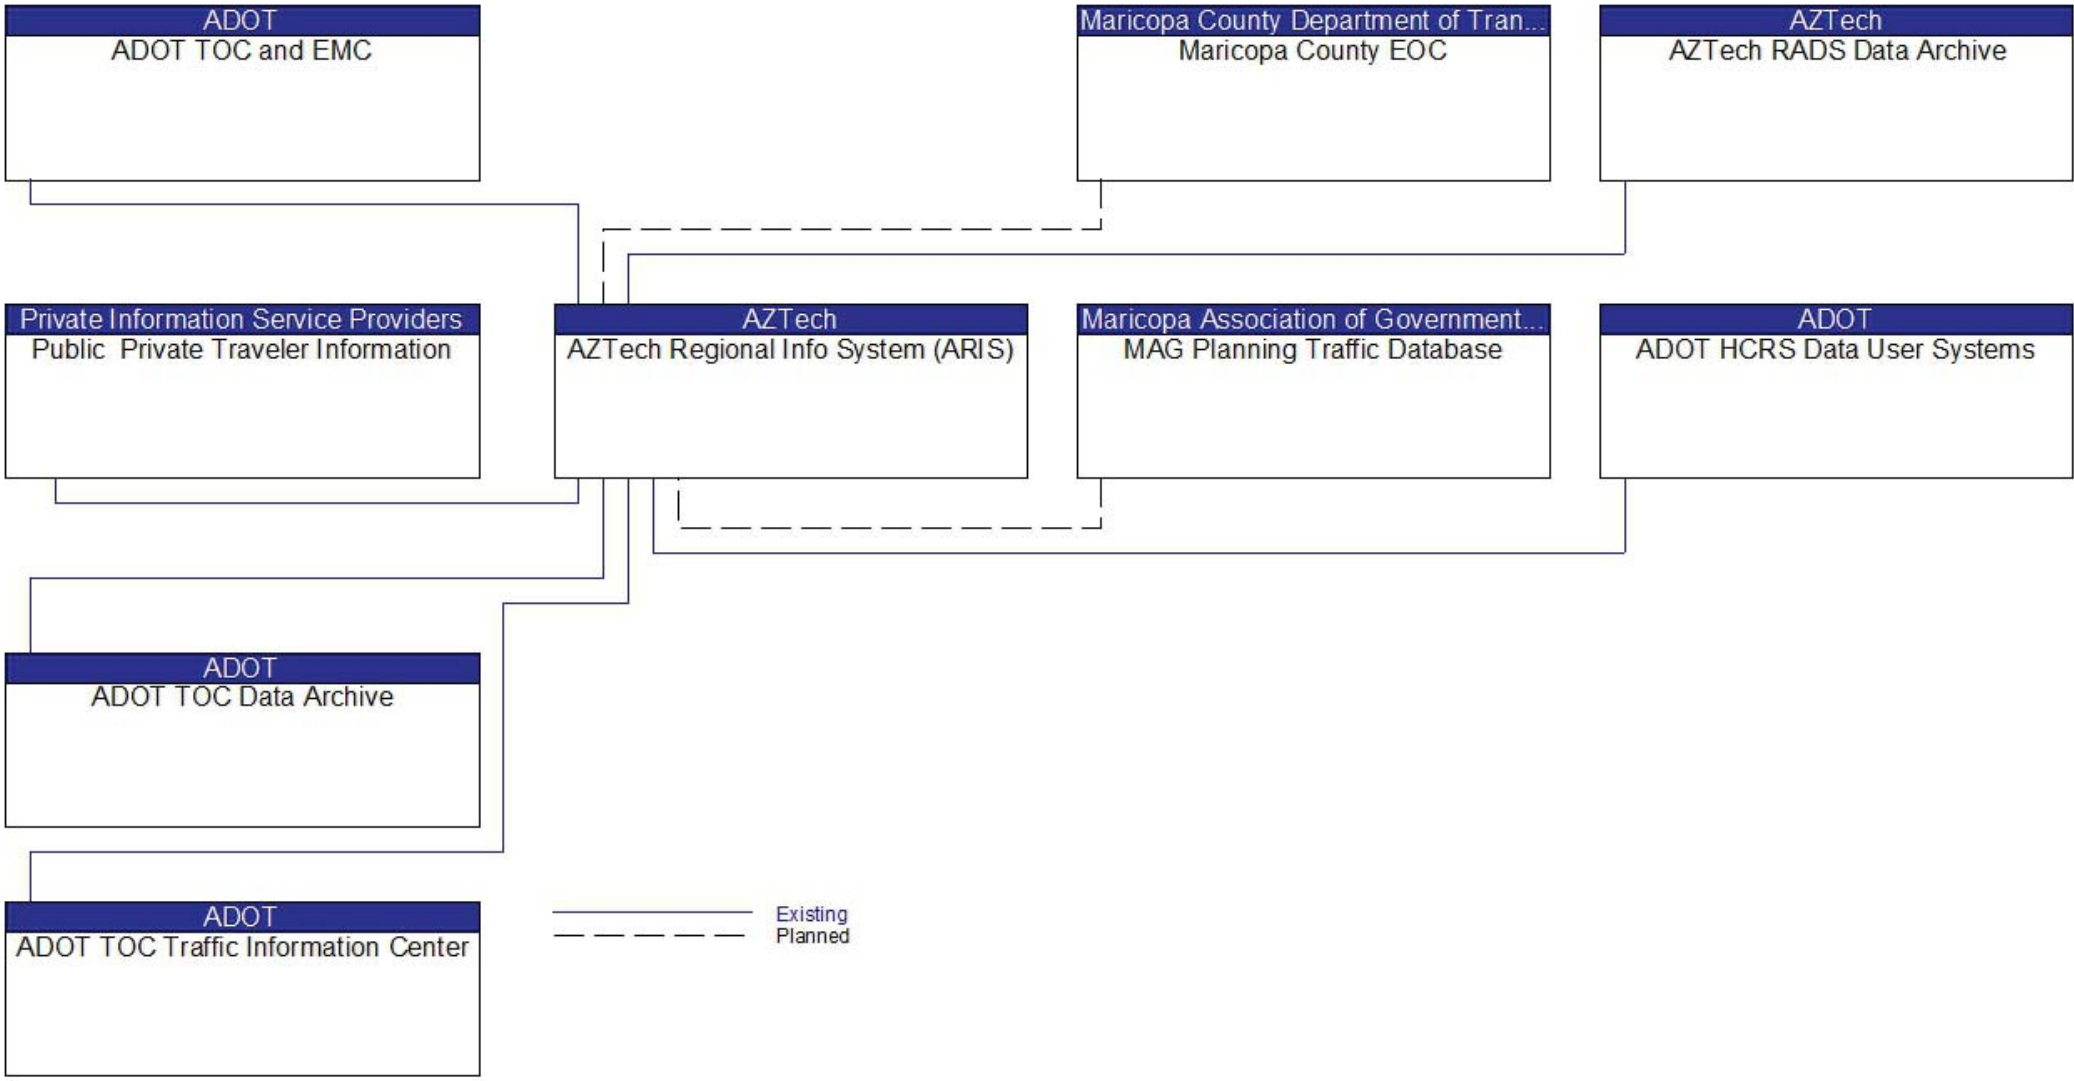 ADOT
ADOT TOC and EMC
Maricopa County Department of Tran...
Maricopa County EOC
AZTech
AZTech RADS Data Archive
Private Information Service Providers
Public  Private Traveler Information
AZTech
AZTech Regional Info System (ARIS)
Maricopa Association of Government...
MAG Planning Traffic Database
ADOT
ADOT HCRS Data User Systems
ADOT
ADOT TOC Data Archive
ADOT
ADOT TOC Traffic Information Center
Existing
Planned